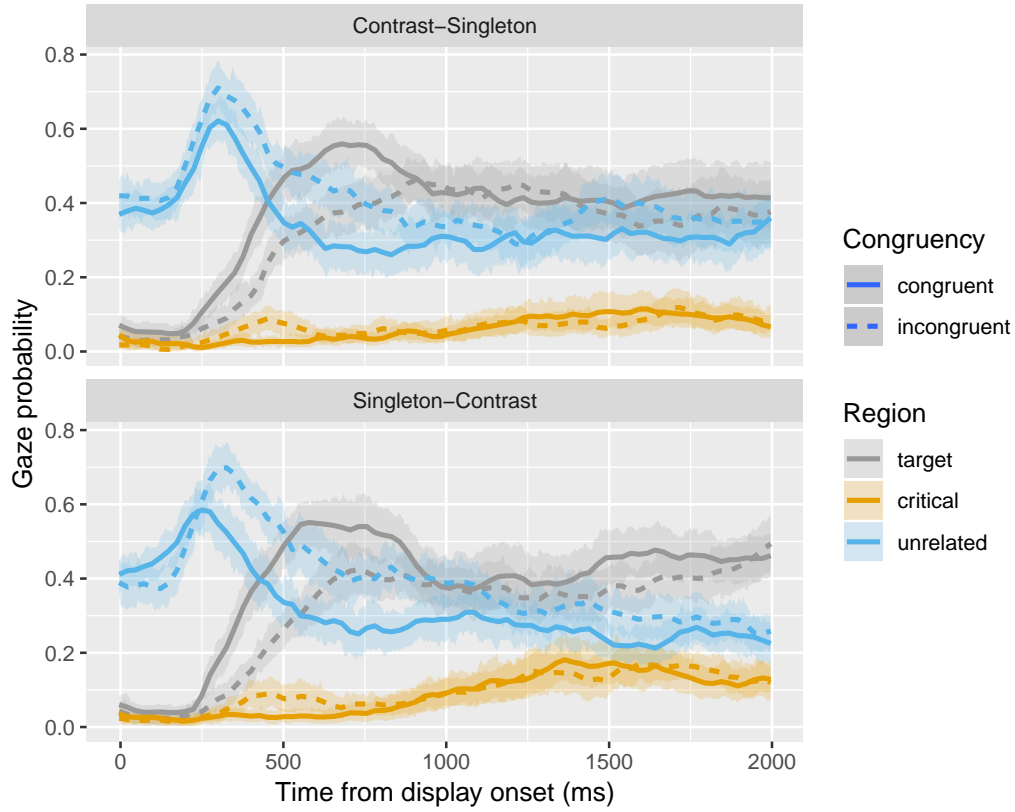 Contrast−Singleton
0.8
0.6
0.4
0.2
0.0
Singleton−Contrast
0.8
0.6
0.4
0.2
0.0
0
500
1000
1500
2000
Time from display onset (ms)
Gaze probability
Congruency
congruent
incongruent
Region
target
critical
unrelated